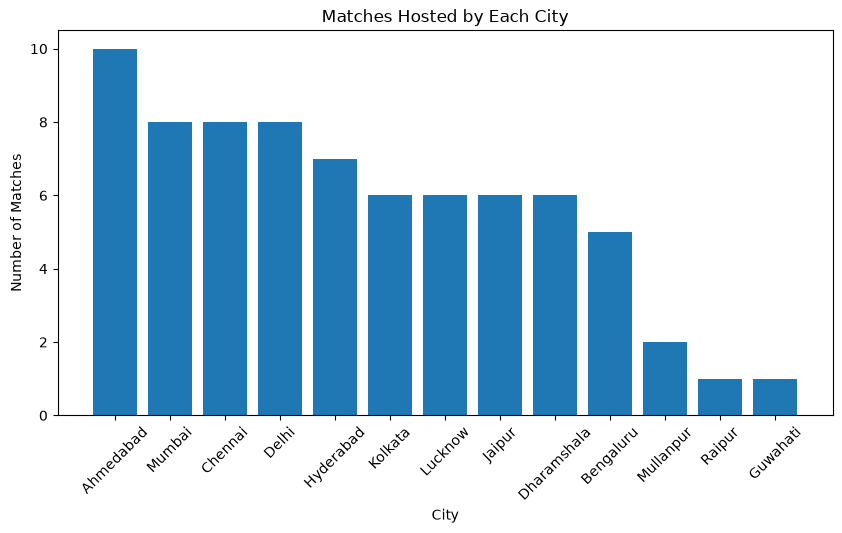 Matches Hosted by Each City
Number of Matches
10
8
6
4
2
0
Ahmedabad
Mumbai
Chennai
Delhi
Hyderabad
Kolkata
Lucknow
Jaipur
Dharamshala
Bengaluru
Mullanpur
Raipur
Guwahati
City